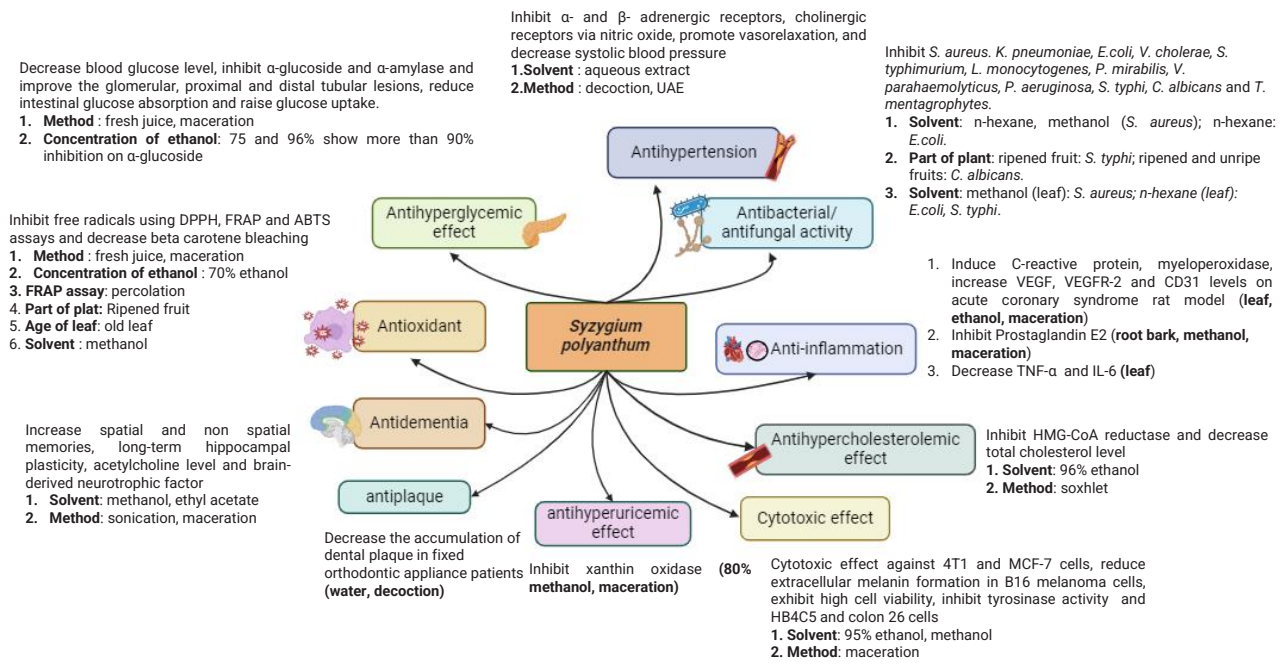 Inhibit α- and β- adrenergic receptors, cholinergic
receptors via nitric oxide, promote vasorelaxation, and
decrease systolic blood pressure
1.Solvent : aqueous extract
2.Method : decoction, UAE
Antihypertension
Decrease blood glucose level, inhibit α-glucoside and α-amylase and
improve the glomerular, proximal and distal tubular lesions, reduce
intestinal glucose absorption and raise glucose uptake.
1. Method : fresh juice, maceration
2. Concentration of ethanol: 75 and 96% show more than 90%
inhibition on α-glucoside
Antihyperglycemic
effect
Inhibit S. aureus. K. pneumoniae, E.coli, V. cholerae, S.
typhimurium, L. monocytogenes, P. mirabilis, V.
parahaemolyticus, P. aeruginosa, S. typhi, C. albicans and T.
mentagrophytes.
1. Solvent: n-hexane, methanol (S. aureus); n-hexane:
E.coli.
2. Part of plant: ripened fruit: S. typhi; ripened and unripe
fruits: C. albicans.
3. Solvent: methanol (leaf): S. aureus; n-hexane (leaf):
E.coli, S. typhi.
Antibacterial/
antifungal activity
Inhibit free radicals using DPPH, FRAP and ABTS
assays and decrease beta carotene bleaching
1. Method : fresh juice, maceration
2. Concentration of ethanol : 70% ethanol
3. FRAP assay: percolation
4. Part of plat: Ripened fruit
5. Age of leaf: old leaf
6. Solvent : methanol
Antioxidant
Syzygium
polyanthum
Anti-inflammation
1. Induce C-reactive protein, myeloperoxidase,
increase VEGF, VEGFR-2 and CD31 levels on
acute coronary syndrome rat model (leaf,
ethanol, maceration)
2. Inhibit Prostaglandin E2 (root bark, methanol,
maceration)
3. Decrease TNF-α and IL-6 (leaf)
Antidementia
Increase spatial and non spatial
memories, long-term hippocampal
plasticity, acetylcholine level and brain-
derived neurotrophic factor
1. Solvent: methanol, ethyl acetate
2. Method: sonication, maceration
Antihypercholesterolemic
effect
Inhibit HMG-CoA reductase and decrease
total cholesterol level
1. Solvent: 96% ethanol
2. Method: soxhlet
antiplaque
Decrease the accumulation of
dental plaque in fixed
orthodontic appliance patients
(water, decoction)
antihyperuricemic
effect
Inhibit xanthin oxidase (80%
methanol, maceration)
Cytotoxic effect
Cytotoxic effect against 4T1 and MCF-7 cells, reduce
extracellular melanin formation in B16 melanoma cells,
exhibit high cell viability, inhibit tyrosinase activity and
HB4C5 and colon 26 cells
1. Solvent: 95% ethanol, methanol
2. Method: maceration